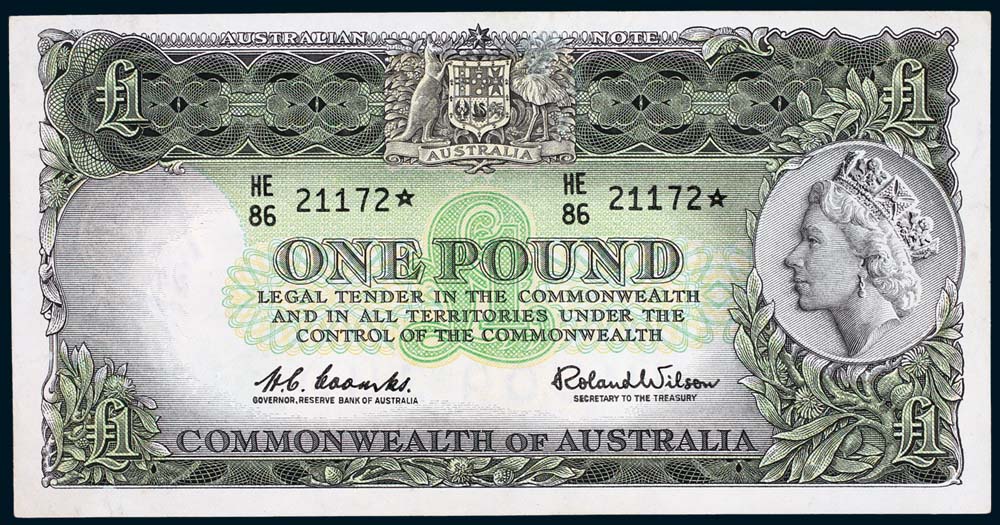 AUSTRALIAN NOTE
£1 £1
AUSTRALIA
HE 86 21172☆ HE 86 21172☆
ONE POUND
LEGAL TENDER IN THE COMMONWEALTH
AND IN ALL TERRITORIES UNDER THE
CONTROL OF THE COMMONWEALTH
H.C. Coombs. Roland Wilson
GOVERNOR, RESERVE BANK OF AUSTRALIA SECRETARY TO THE TREASURY
£1 £1
COMMONWEALTH OF AUSTRALIA